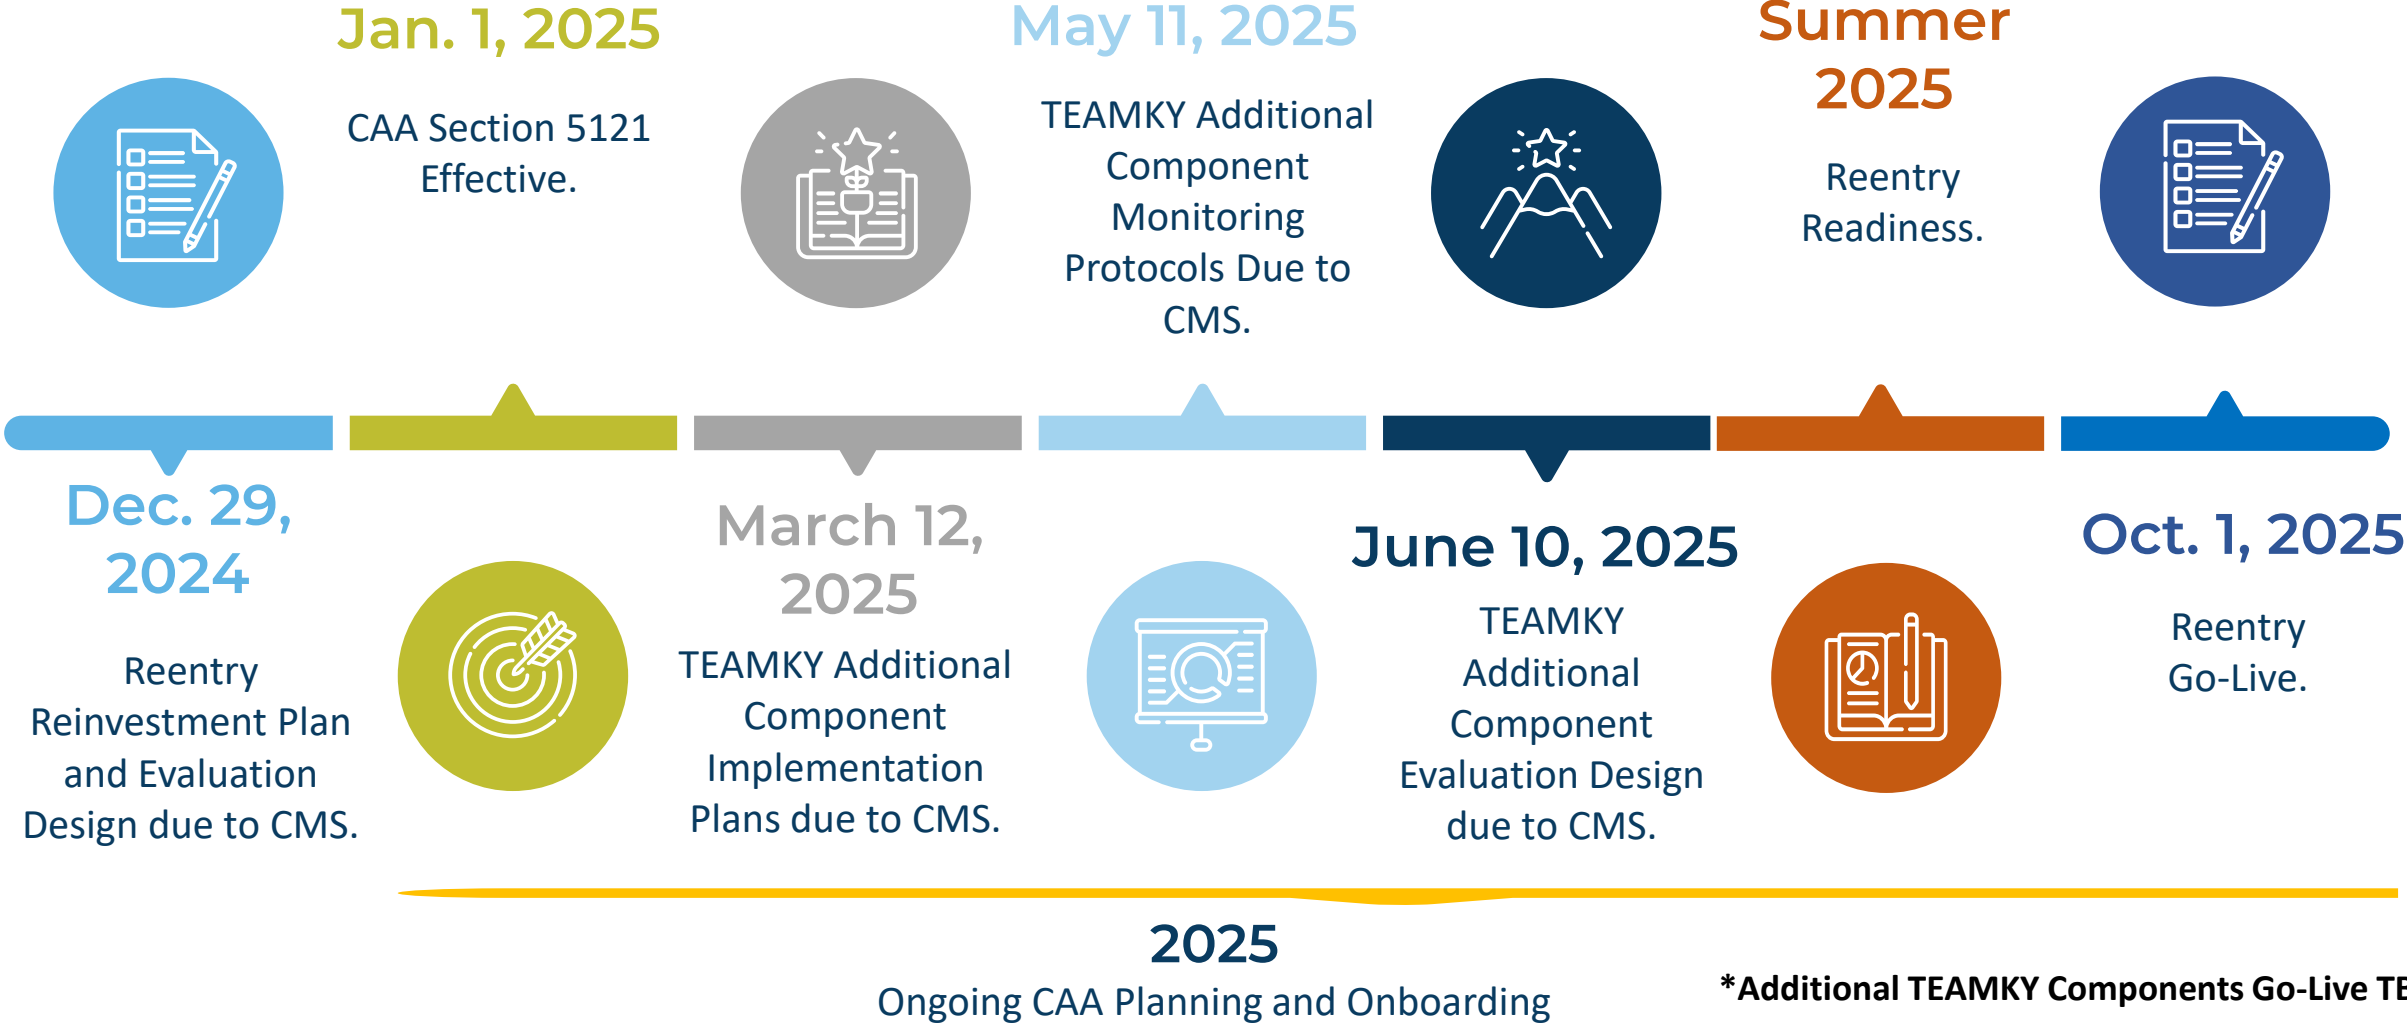 Jan. 1, 2025
CAA Section 5121
Effective.
May 11, 2025
TEAMKY Additional
Component
Monitoring
Protocols Due to
CMS.
Summer
2025
Reentry
Readiness.
Dec. 29,
2024
Reentry
Reinvestment Plan
and Evaluation
Design due to CMS.
March 12,
2025
TEAMKY Additional
Component
Implementation
Plans due to CMS.
June 10, 2025
TEAMKY
Additional
Component
Evaluation Design
due to CMS.
Oct. 1, 2025
Reentry
Go-Live.
2025
Ongoing CAA Planning and Onboarding
*Additional TEAMKY Components Go-Live